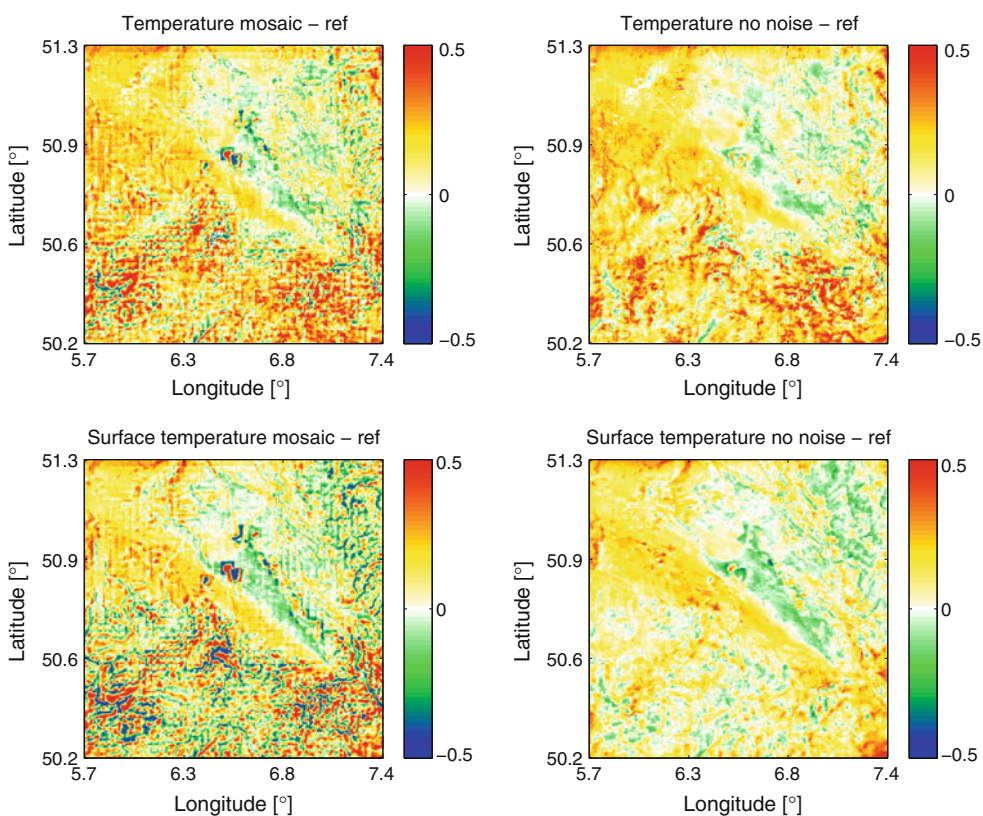 Temperature mosaic − ref
51.3
50.9
50.6
50.2
5.7 6.3 6.8 7.4
Latitude [°]
Longitude [°]
0.5
0
−0.5
Temperature no noise − ref
51.3
50.9
50.6
50.2
5.7 6.3 6.8 7.4
Latitude [°]
Longitude [°]
0.5
0
−0.5
Surface temperature mosaic − ref
51.3
50.9
50.6
50.2
5.7 6.3 6.8 7.4
Latitude [°]
Longitude [°]
0.5
0
−0.5
Surface temperature no noise − ref
51.3
50.9
50.6
50.2
5.7 6.3 6.8 7.4
Latitude [°]
Longitude [°]
0.5
0
−0.5